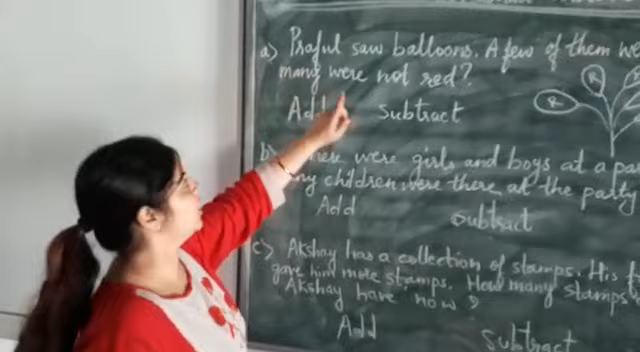 a) Praful saw balloons. A few of them we
many were not red?
Add subtract
R
R
b) There were girls and boys at a pa
ny children were there at the party
Add subtract
c) Akshay has a collection of stamps. His f
gave him more stamps. How many stamps
Akshay have now?
Add Subtract